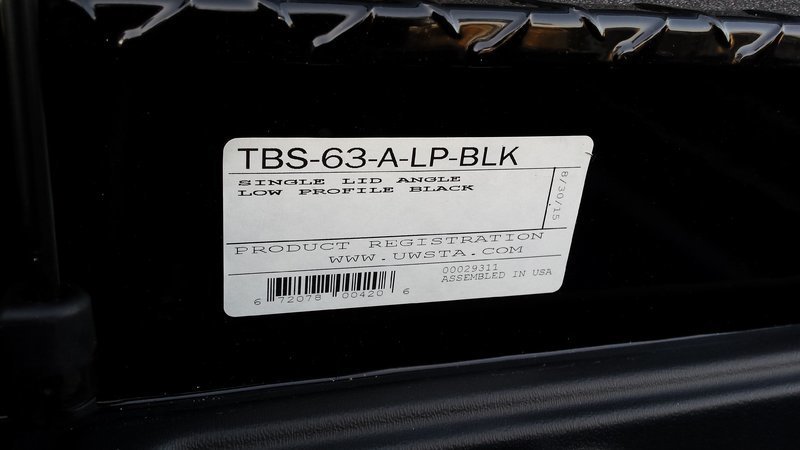 TBS-63-A-LP-BLK
SINGLE LID ANGLE
LOW PROFILE BLACK
8/30/15
PRODUCT REGISTRATION
WWW.UWSTA.COM
00029311
ASSEMBLED IN USA
6 72078 00420 6